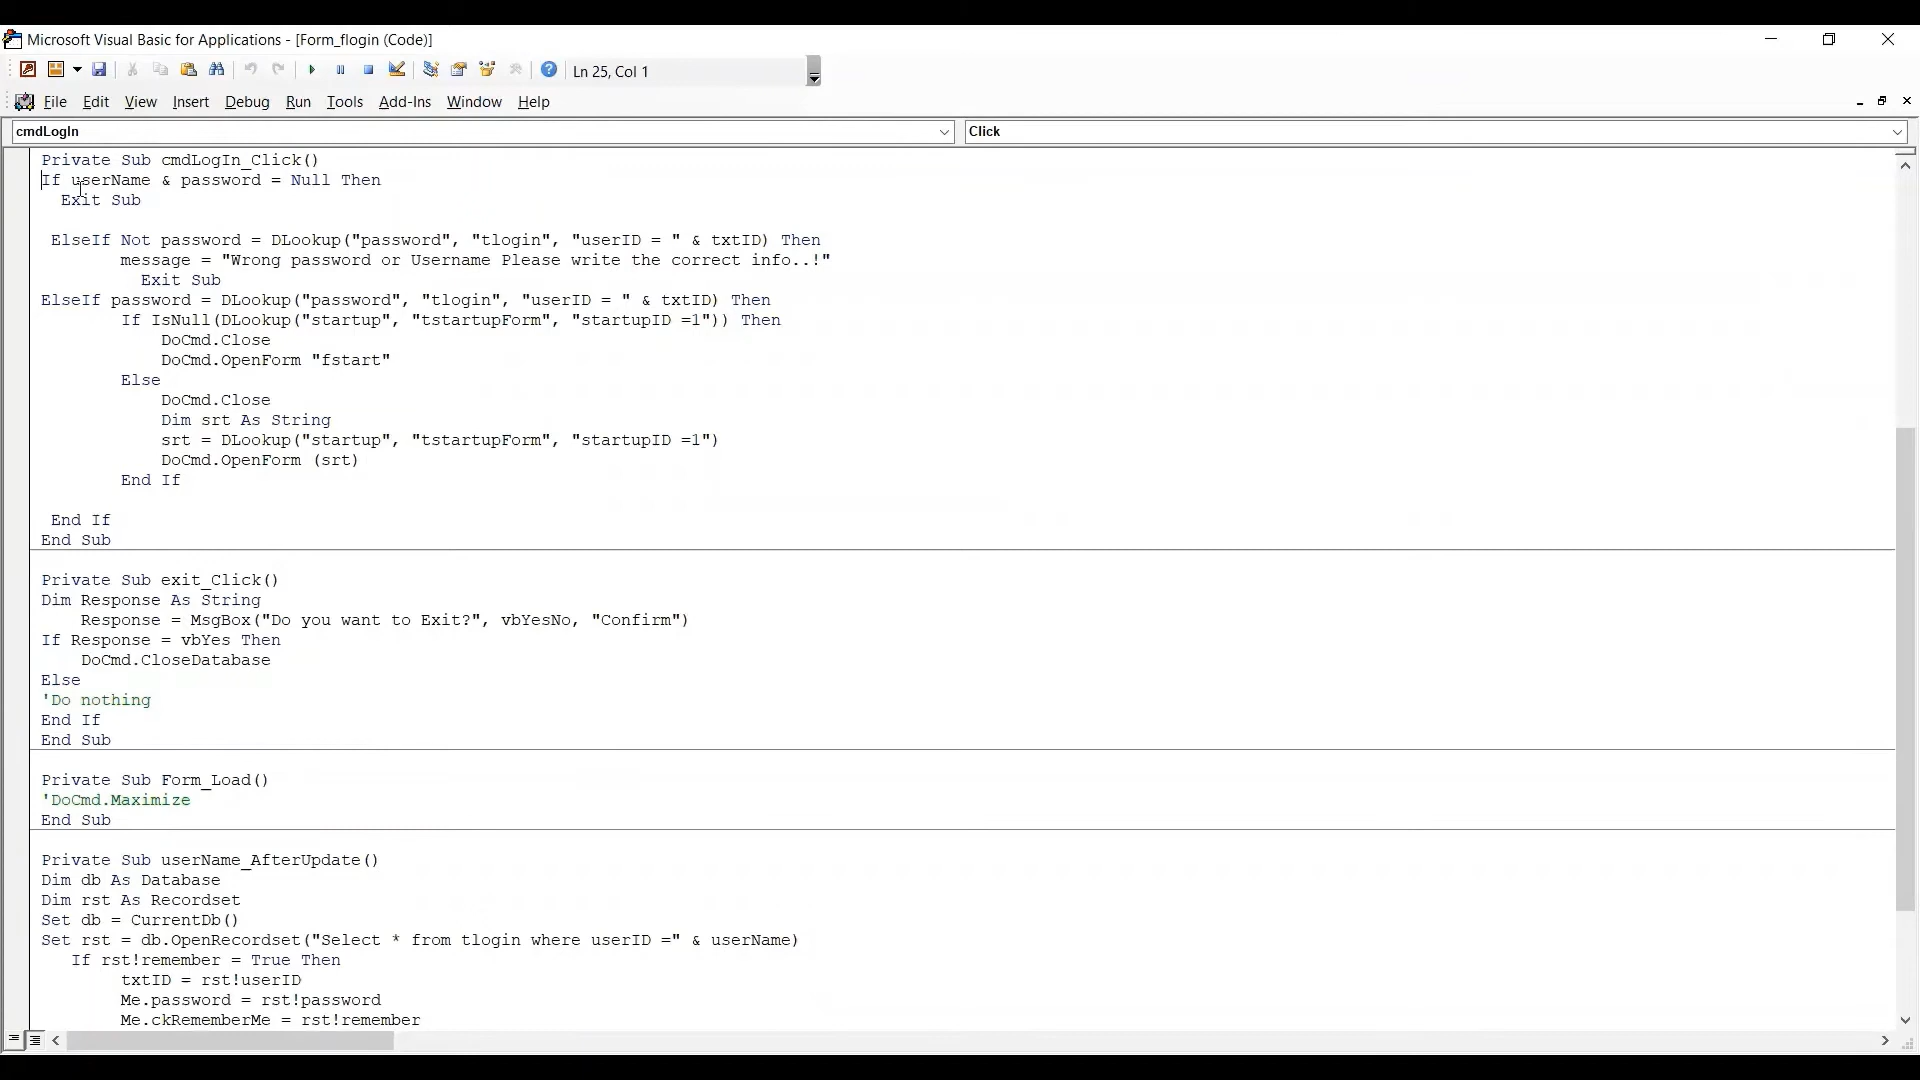 Microsoft Visual Basic for Applications - [Form_flogin (Code)]
Ln 25, Col 1
File Edit View Insert Debug Run Tools Add-Ins Window Help
cmdLogIn Click
Private Sub cmdLogIn_Click()
If userName & password = Null Then
Exit Sub
ElseIf Not password = DLookup("password", "tlogin", "userID = " & txtID) Then
message = "Wrong password or Username Please write the correct info..!"
Exit Sub
ElseIf password = DLookup("password", "tlogin", "userID = " & txtID) Then
If IsNull(DLookup("startup", "tstartupForm", "startupID =1")) Then
DoCmd.Close
DoCmd.OpenForm "fstart"
Else
DoCmd.Close
Dim srt As String
srt = DLookup("startup", "tstartupForm", "startupID =1")
DoCmd.OpenForm (srt)
End If
End If
End Sub
Private Sub exit_Click()
Dim Response As String
Response = MsgBox("Do you want to Exit?", vbYesNo, "Confirm")
If Response = vbYes Then
DoCmd.CloseDatabase
Else
'Do nothing
End If
End Sub
Private Sub Form_Load()
'DoCmd.Maximize
End Sub
Private Sub userName_AfterUpdate()
Dim db As Database
Dim rst As Recordset
Set db = CurrentDb()
Set rst = db.OpenRecordset("Select * from tlogin where userID =" & userName)
If rst!remember = True Then
txtID = rst!userID
Me.password = rst!password
Me.ckRememberMe = rst!remember